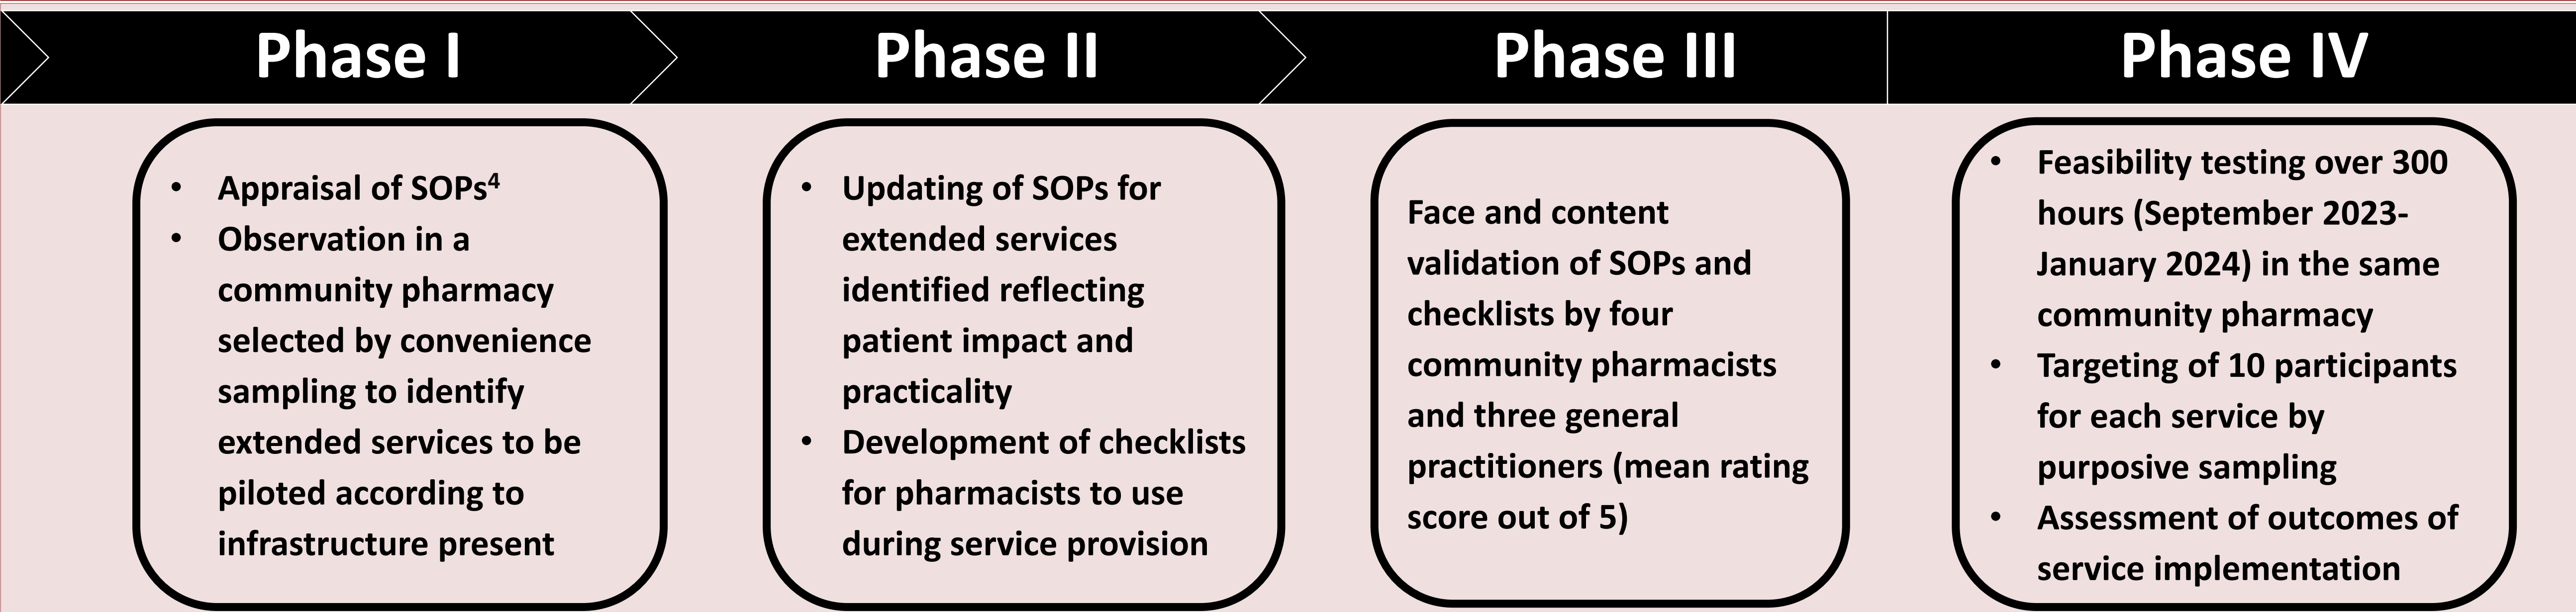 Phase I
• Appraisal of SOPs⁴
• Observation in a
community pharmacy
selected by convenience
sampling to identify
extended services to be
piloted according to
infrastructure present
Phase II
• Updating of SOPs for
extended services
identified reflecting
patient impact and
practicality
• Development of checklists
for pharmacists to use
during service provision
Phase III
Face and content
validation of SOPs and
checklists by four
community pharmacists
and three general
practitioners (mean rating
score out of 5)
Phase IV
• Feasibility testing over 300
hours (September 2023-
January 2024) in the same
community pharmacy
• Targeting of 10 participants
for each service by
purposive sampling
• Assessment of outcomes of
service implementation